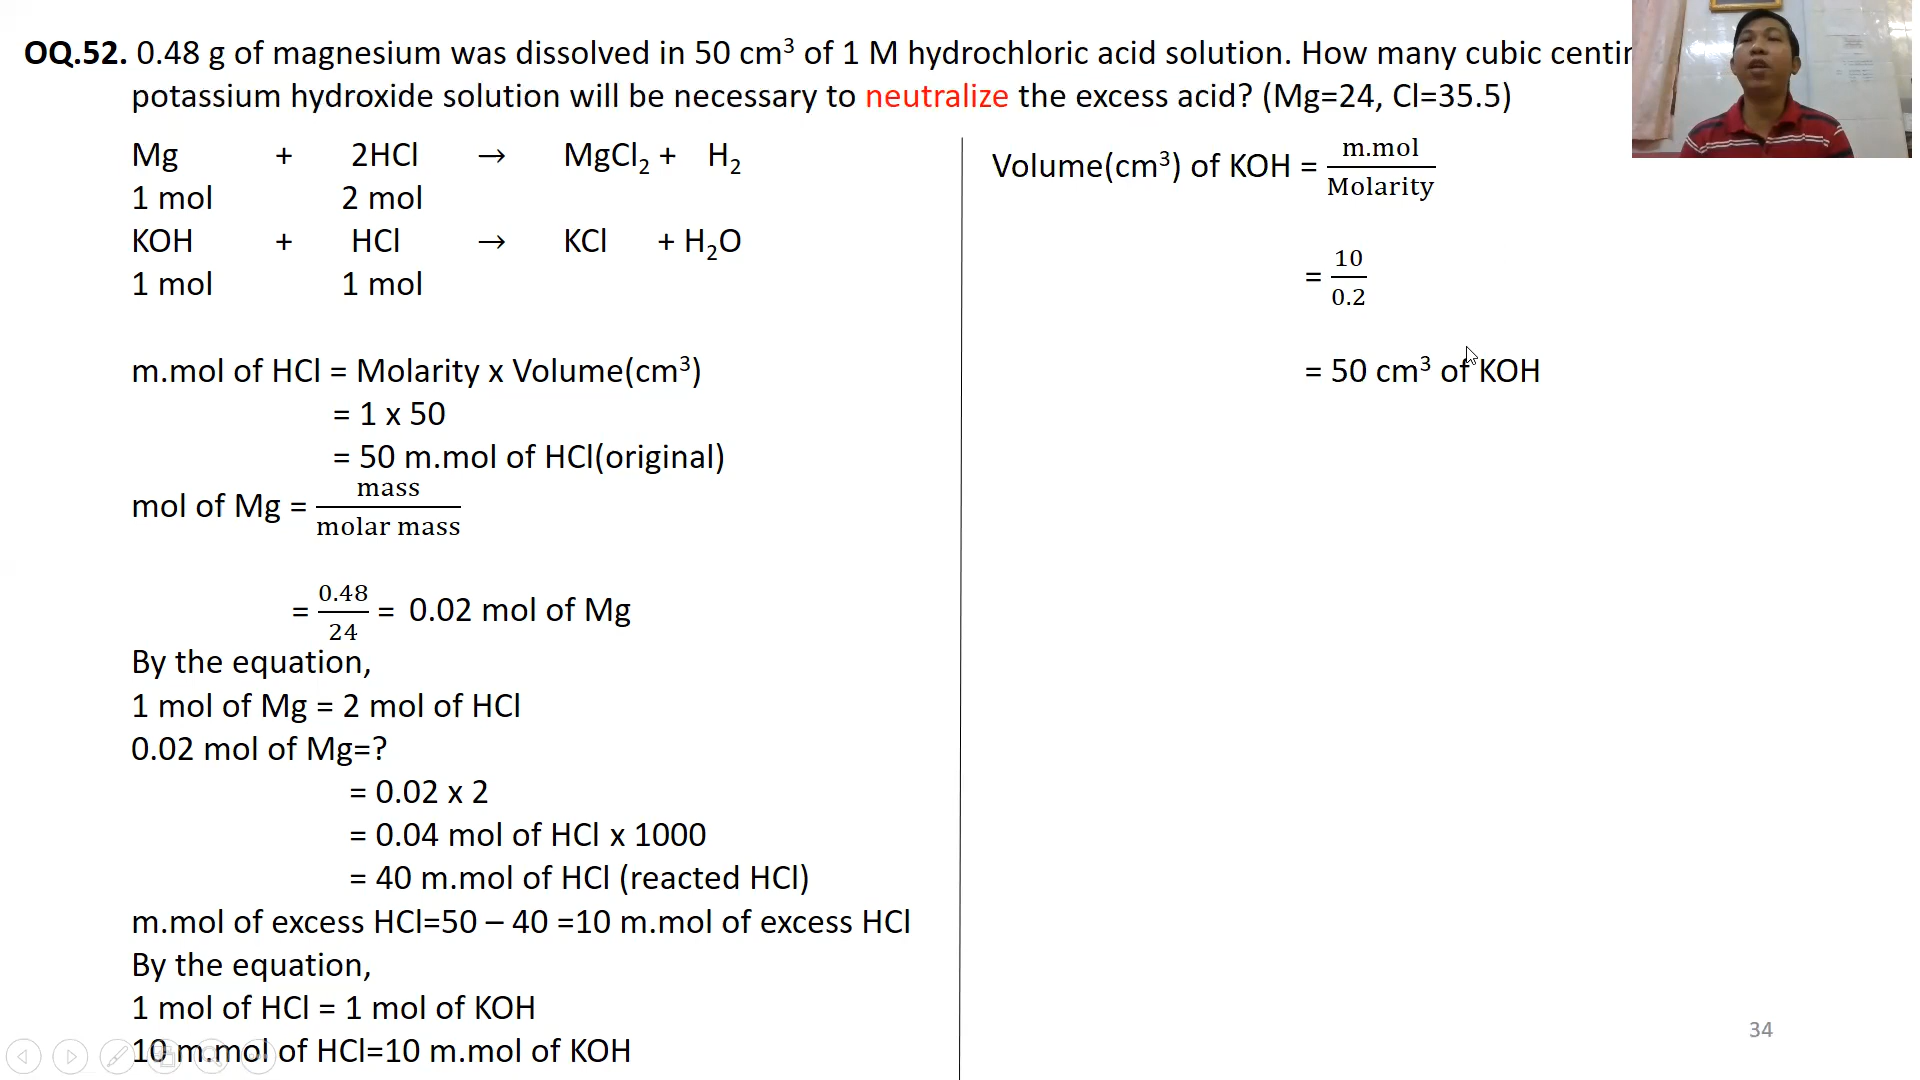 OQ.52. 0.48 g of magnesium was dissolved in 50 cm³ of 1 M hydrochloric acid solution. How many cubic
potassium hydroxide solution will be necessary to neutralize the excess acid? (Mg=24, Cl=35.5)
Mg + 2HCl → MgCl₂ + H₂
1 mol 2 mol
KOH + HCl → KCl + H₂O
1 mol 1 mol
m.mol of HCl = Molarity x Volume(cm³)
= 1 x 50
= 50 m.mol of HCl(original)
mol of Mg = mass / molar mass
= 0.48 / 24 = 0.02 mol of Mg
By the equation,
1 mol of Mg = 2 mol of HCl
0.02 mol of Mg=?
= 0.02 x 2
= 0.04 mol of HCl x 1000
= 40 m.mol of HCl (reacted HCl)
m.mol of excess HCl=50 – 40 =10 m.mol of excess HCl
By the equation,
1 mol of HCl = 1 mol of KOH
10 m.mol of HCl=10 m.mol of KOH
Volume(cm³) of KOH = m.mol / Molarity
= 10 / 0.2
= 50 cm³ of KOH
34